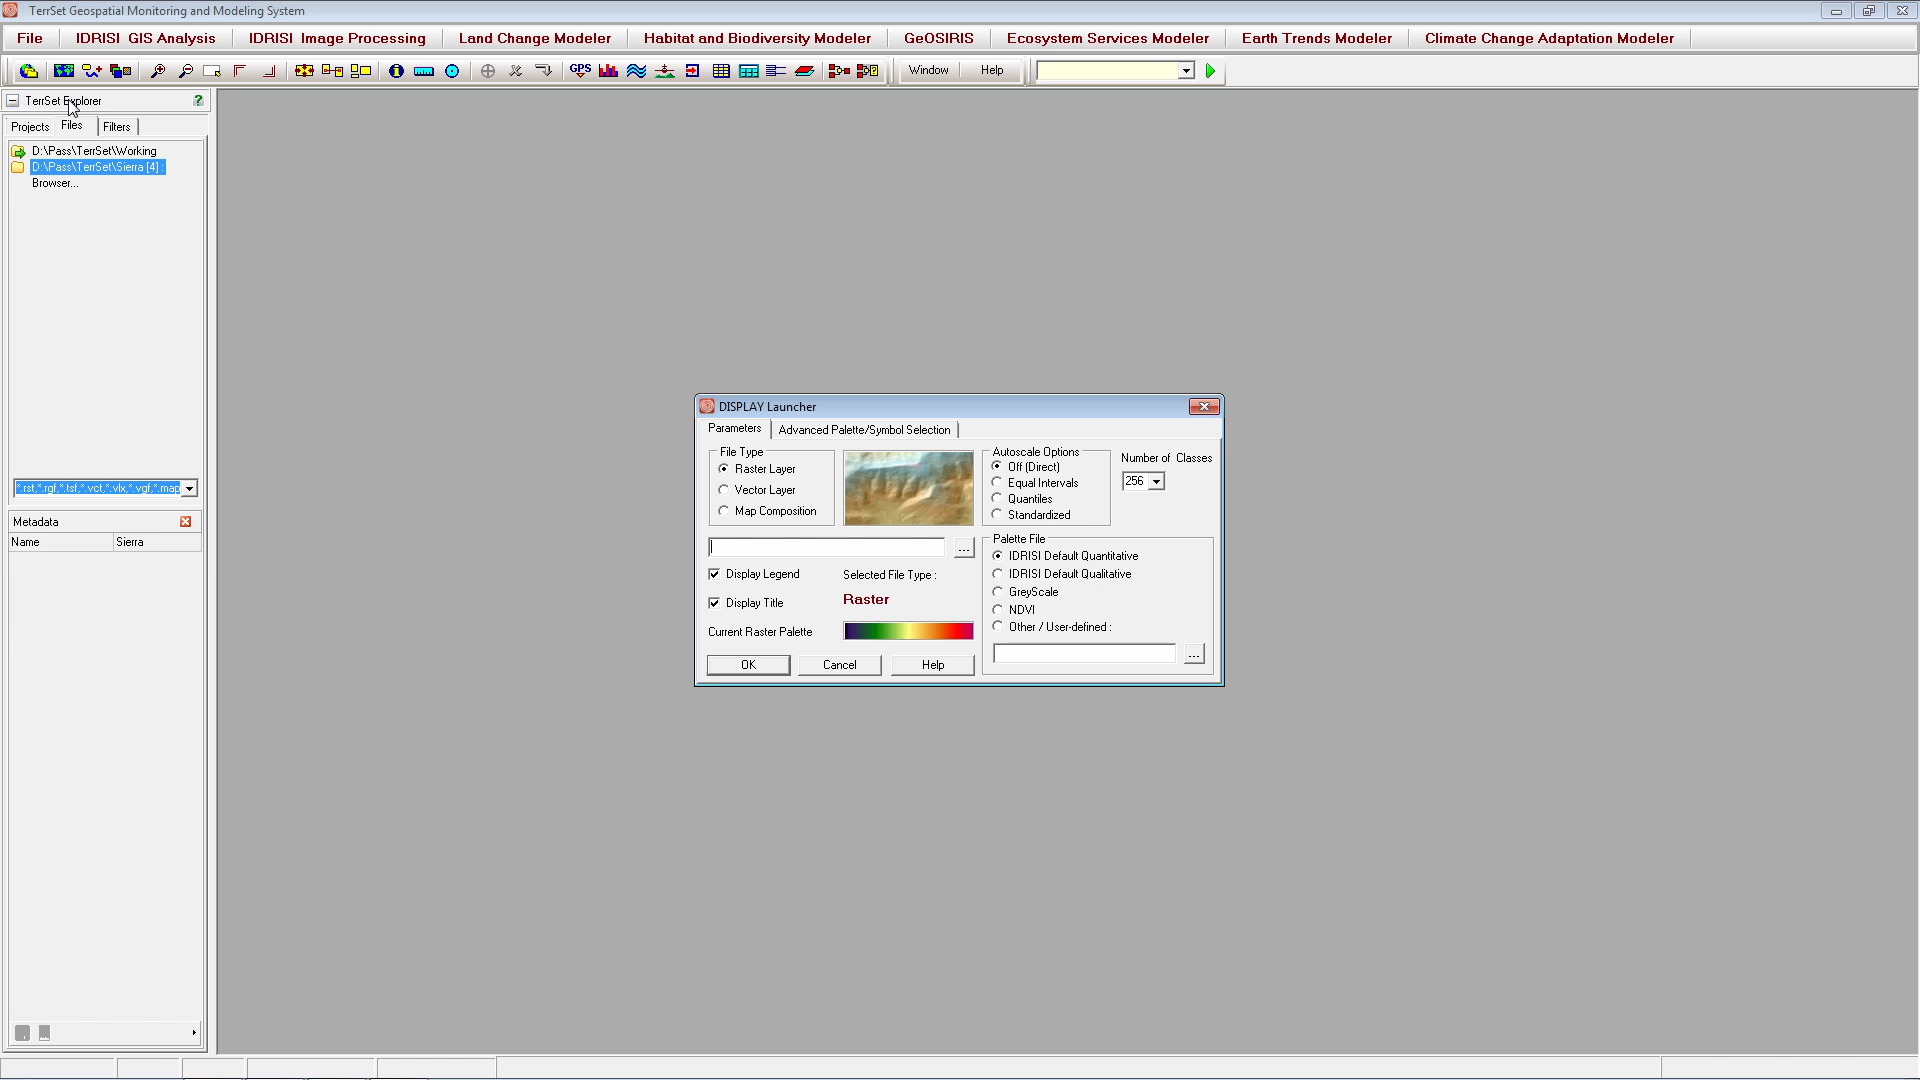 TerrSet Geospatial Monitoring and Modeling System
File IDRISI GIS Analysis IDRISI Image Processing Land Change Modeler Habitat and Biodiversity Modeler GeOSIRIS Ecosystem Services Modeler Earth Trends Modeler Climate Change Adaptation Modeler
GPS Window Help
TerrSet Explorer ?
Projects Files Filters
D:\Pass\TerrSet\Working
D:\Pass\TerrSet\Sierra [4] :
Browser...
*.rst,*.rgf,*.tsf,*.vct,*.vlx,*.vgf,*.map
Metadata
Name Sierra
DISPLAY Launcher
Parameters Advanced Palette/Symbol Selection
File Type
Raster Layer
Vector Layer
Map Composition
Autoscale Options
Off (Direct)
Equal Intervals
Quantiles
Standardized
Number of Classes
256
...
Display Legend
Display Title
Selected File Type :
Raster
Current Raster Palette
OK Cancel Help
Palette File
IDRISI Default Quantitative
IDRISI Default Qualitative
GreyScale
NDVI
Other / User-defined :
...